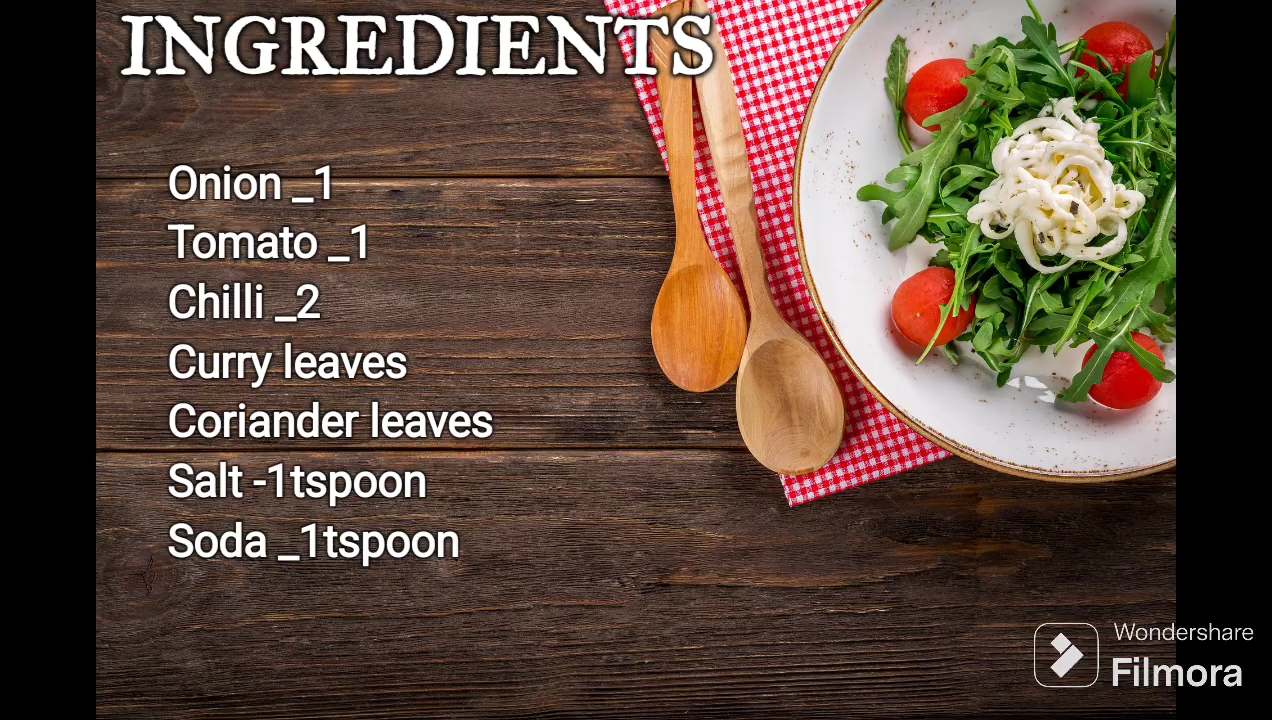 INGREDIENTS
Onion _1
Tomato _1
Chilli _2
Curry leaves
Coriander leaves
Salt -1tspoon
Soda _1tspoon
Wondershare
Filmora